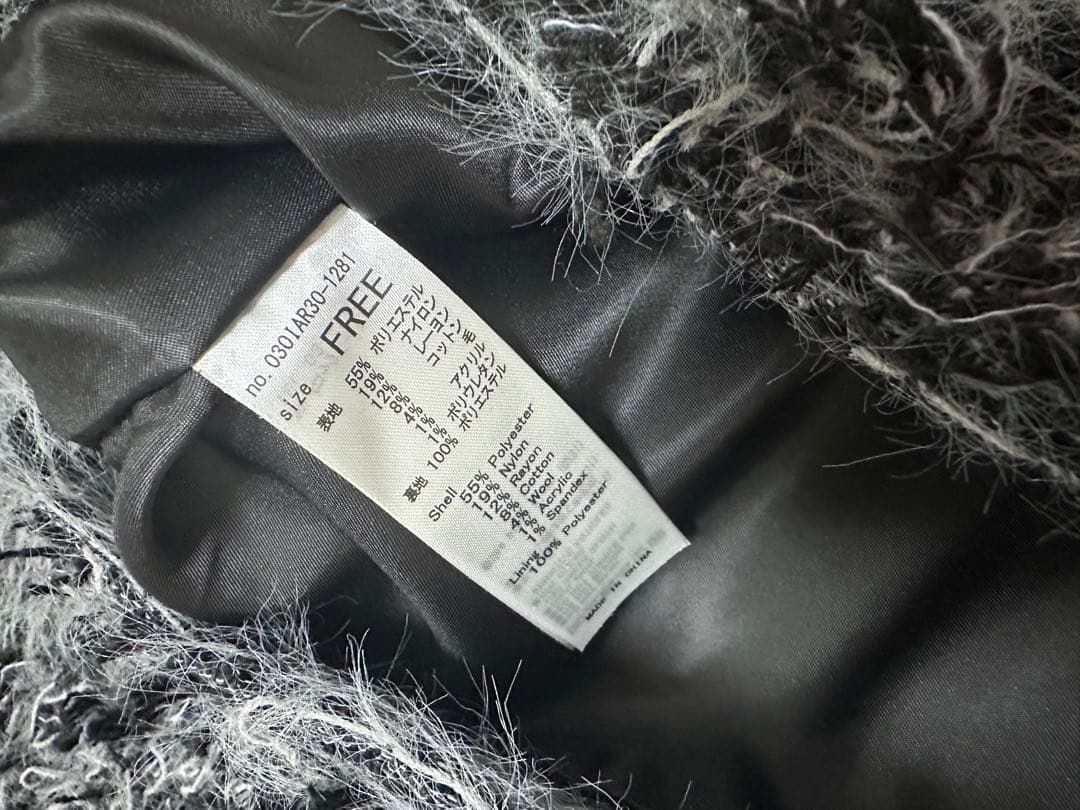 no. 0301AR30-1281
size FREE
表地 55% ポリエステル
19% ナイロン
12% レーヨン
8% コットン
毛
1% アクリル
1% ポリウレタン
裏地 100% ポリエステル
Shell
55% Polyester
19% Nylon
12% Rayon
8% Cotton
4% Wool
1% Acrylic
1% Spandex
Lining
100% Polyester
MADE IN CHINA